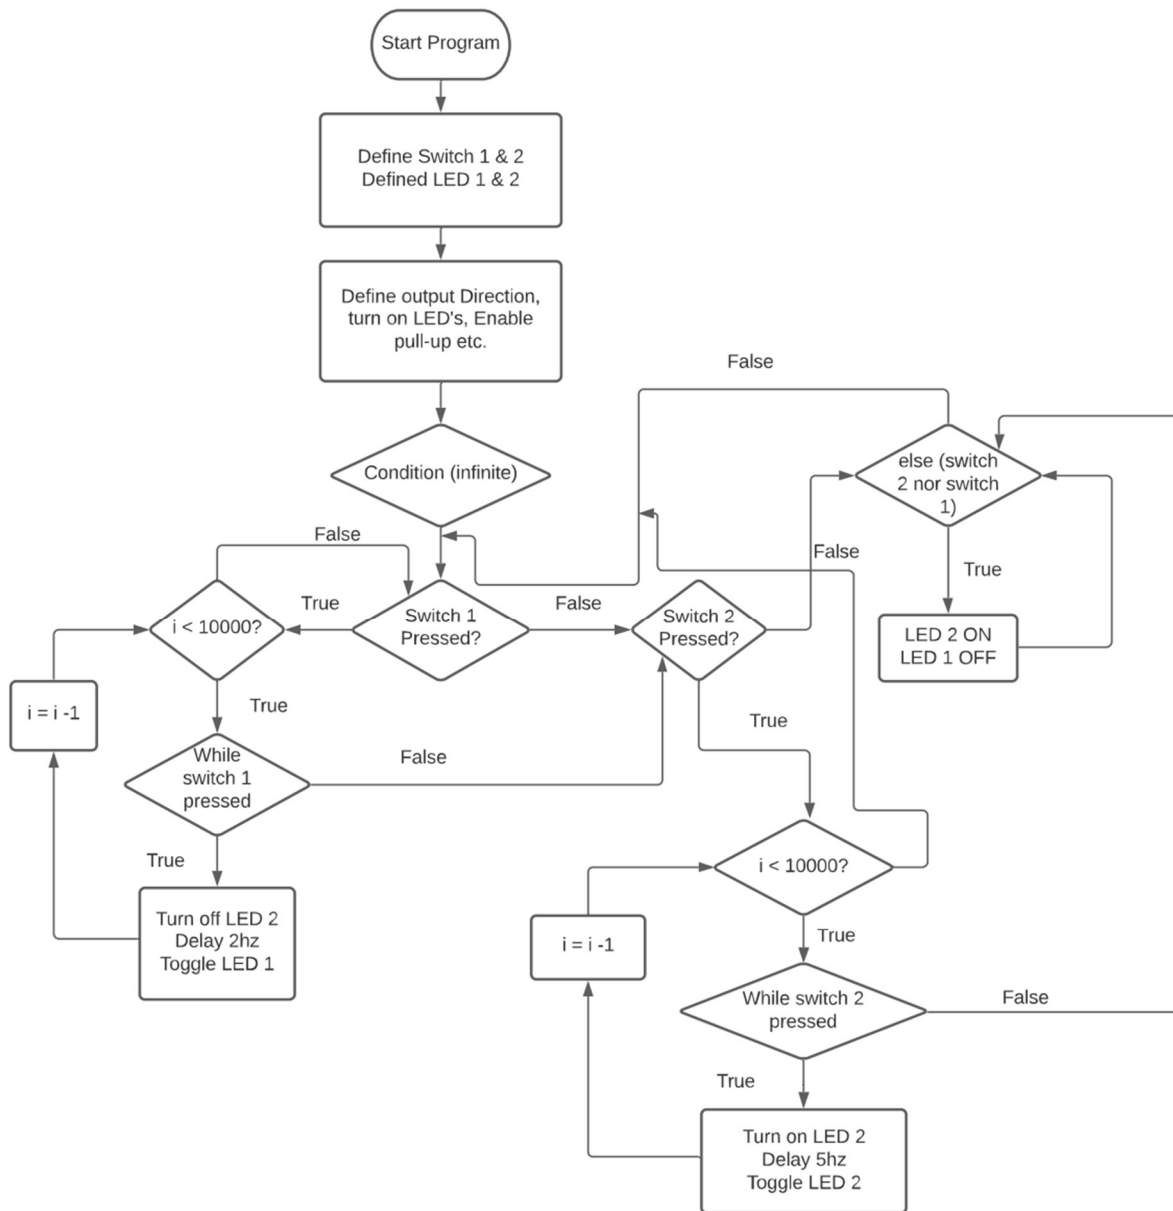 Start Program
Define Switch 1 & 2
Defined LED 1 & 2
Define output Direction,
turn on LED's, Enable
pull-up etc.
False
Condition (infinite)
else (switch
2 nor switch
1)
False
False
True
i < 10000?
True
Switch 1
Pressed?
False
Switch 2
Pressed?
LED 2 ON
LED 1 OFF
i = i -1
True
True
While
switch 1
pressed
False
True
i < 10000?
Turn off LED 2
Delay 2hz
Toggle LED 1
i = i -1
True
While switch 2
pressed
False
True
Turn on LED 2
Delay 5hz
Toggle LED 2